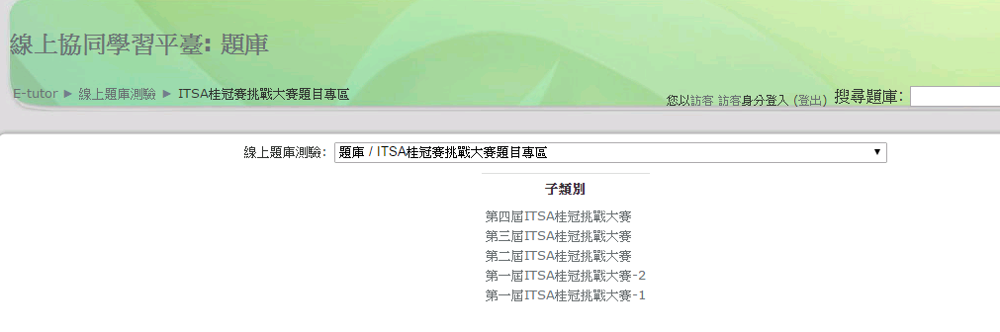 線上協同學習平臺: 題庫
E-tutor ► 線上題庫測驗 ► ITSA桂冠賽挑戰大賽題目專區
您以訪客 訪客身分登入 (登出) 搜尋題庫:
線上題庫測驗: 題庫 / ITSA桂冠賽挑戰大賽題目專區
子類別
第四屆ITSA桂冠挑戰大賽
第三屆ITSA桂冠挑戰大賽
第二屆ITSA桂冠挑戰大賽
第一屆ITSA桂冠挑戰大賽-2
第一屆ITSA桂冠挑戰大賽-1